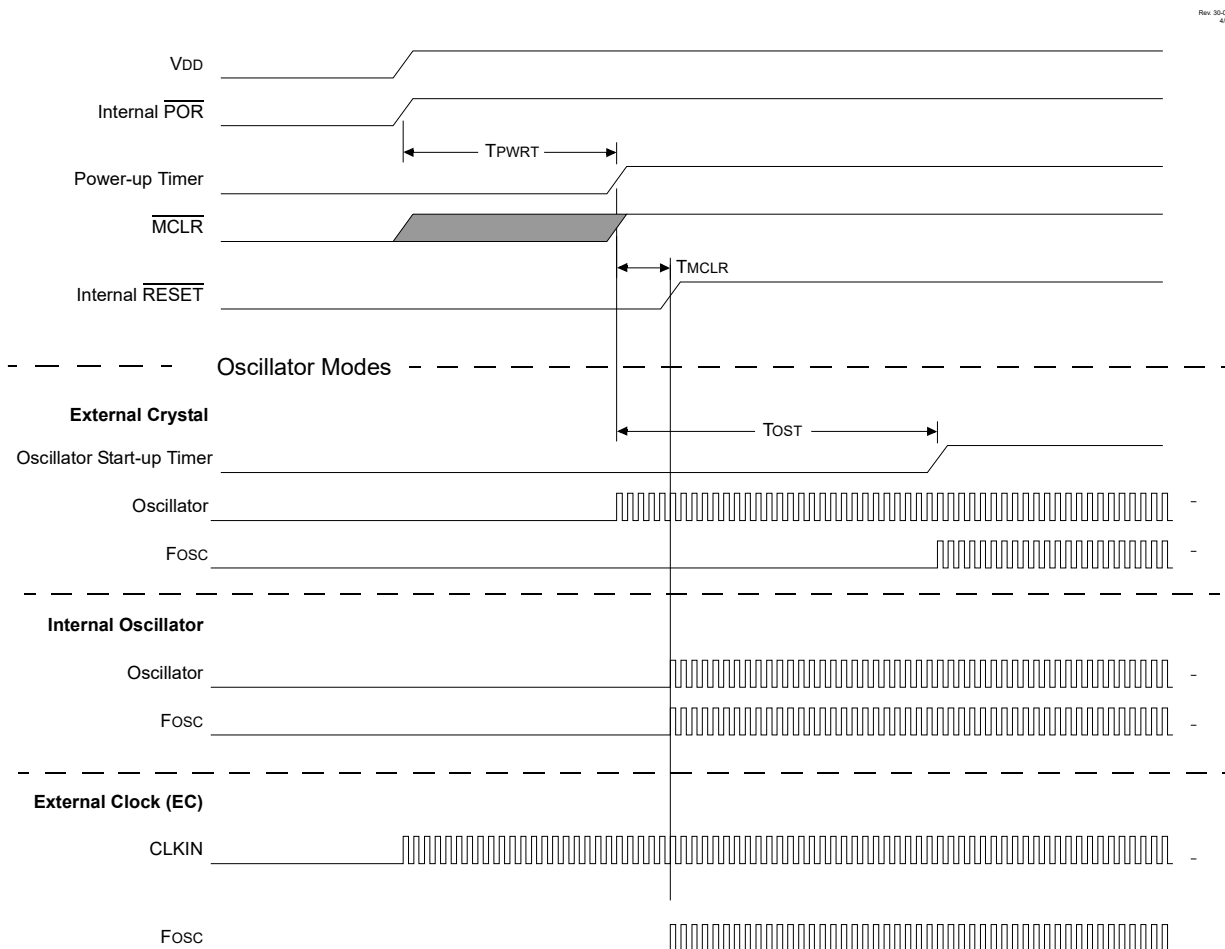 VDD
Internal POR
TPWRT
Power-up Timer
MCLR
TMCLR
Internal RESET
Oscillator Modes
External Crystal
TOST
Oscillator Start-up Timer
Oscillator
FOSC
Internal Oscillator
Oscillator
FOSC
External Clock (EC)
CLKIN
FOSC